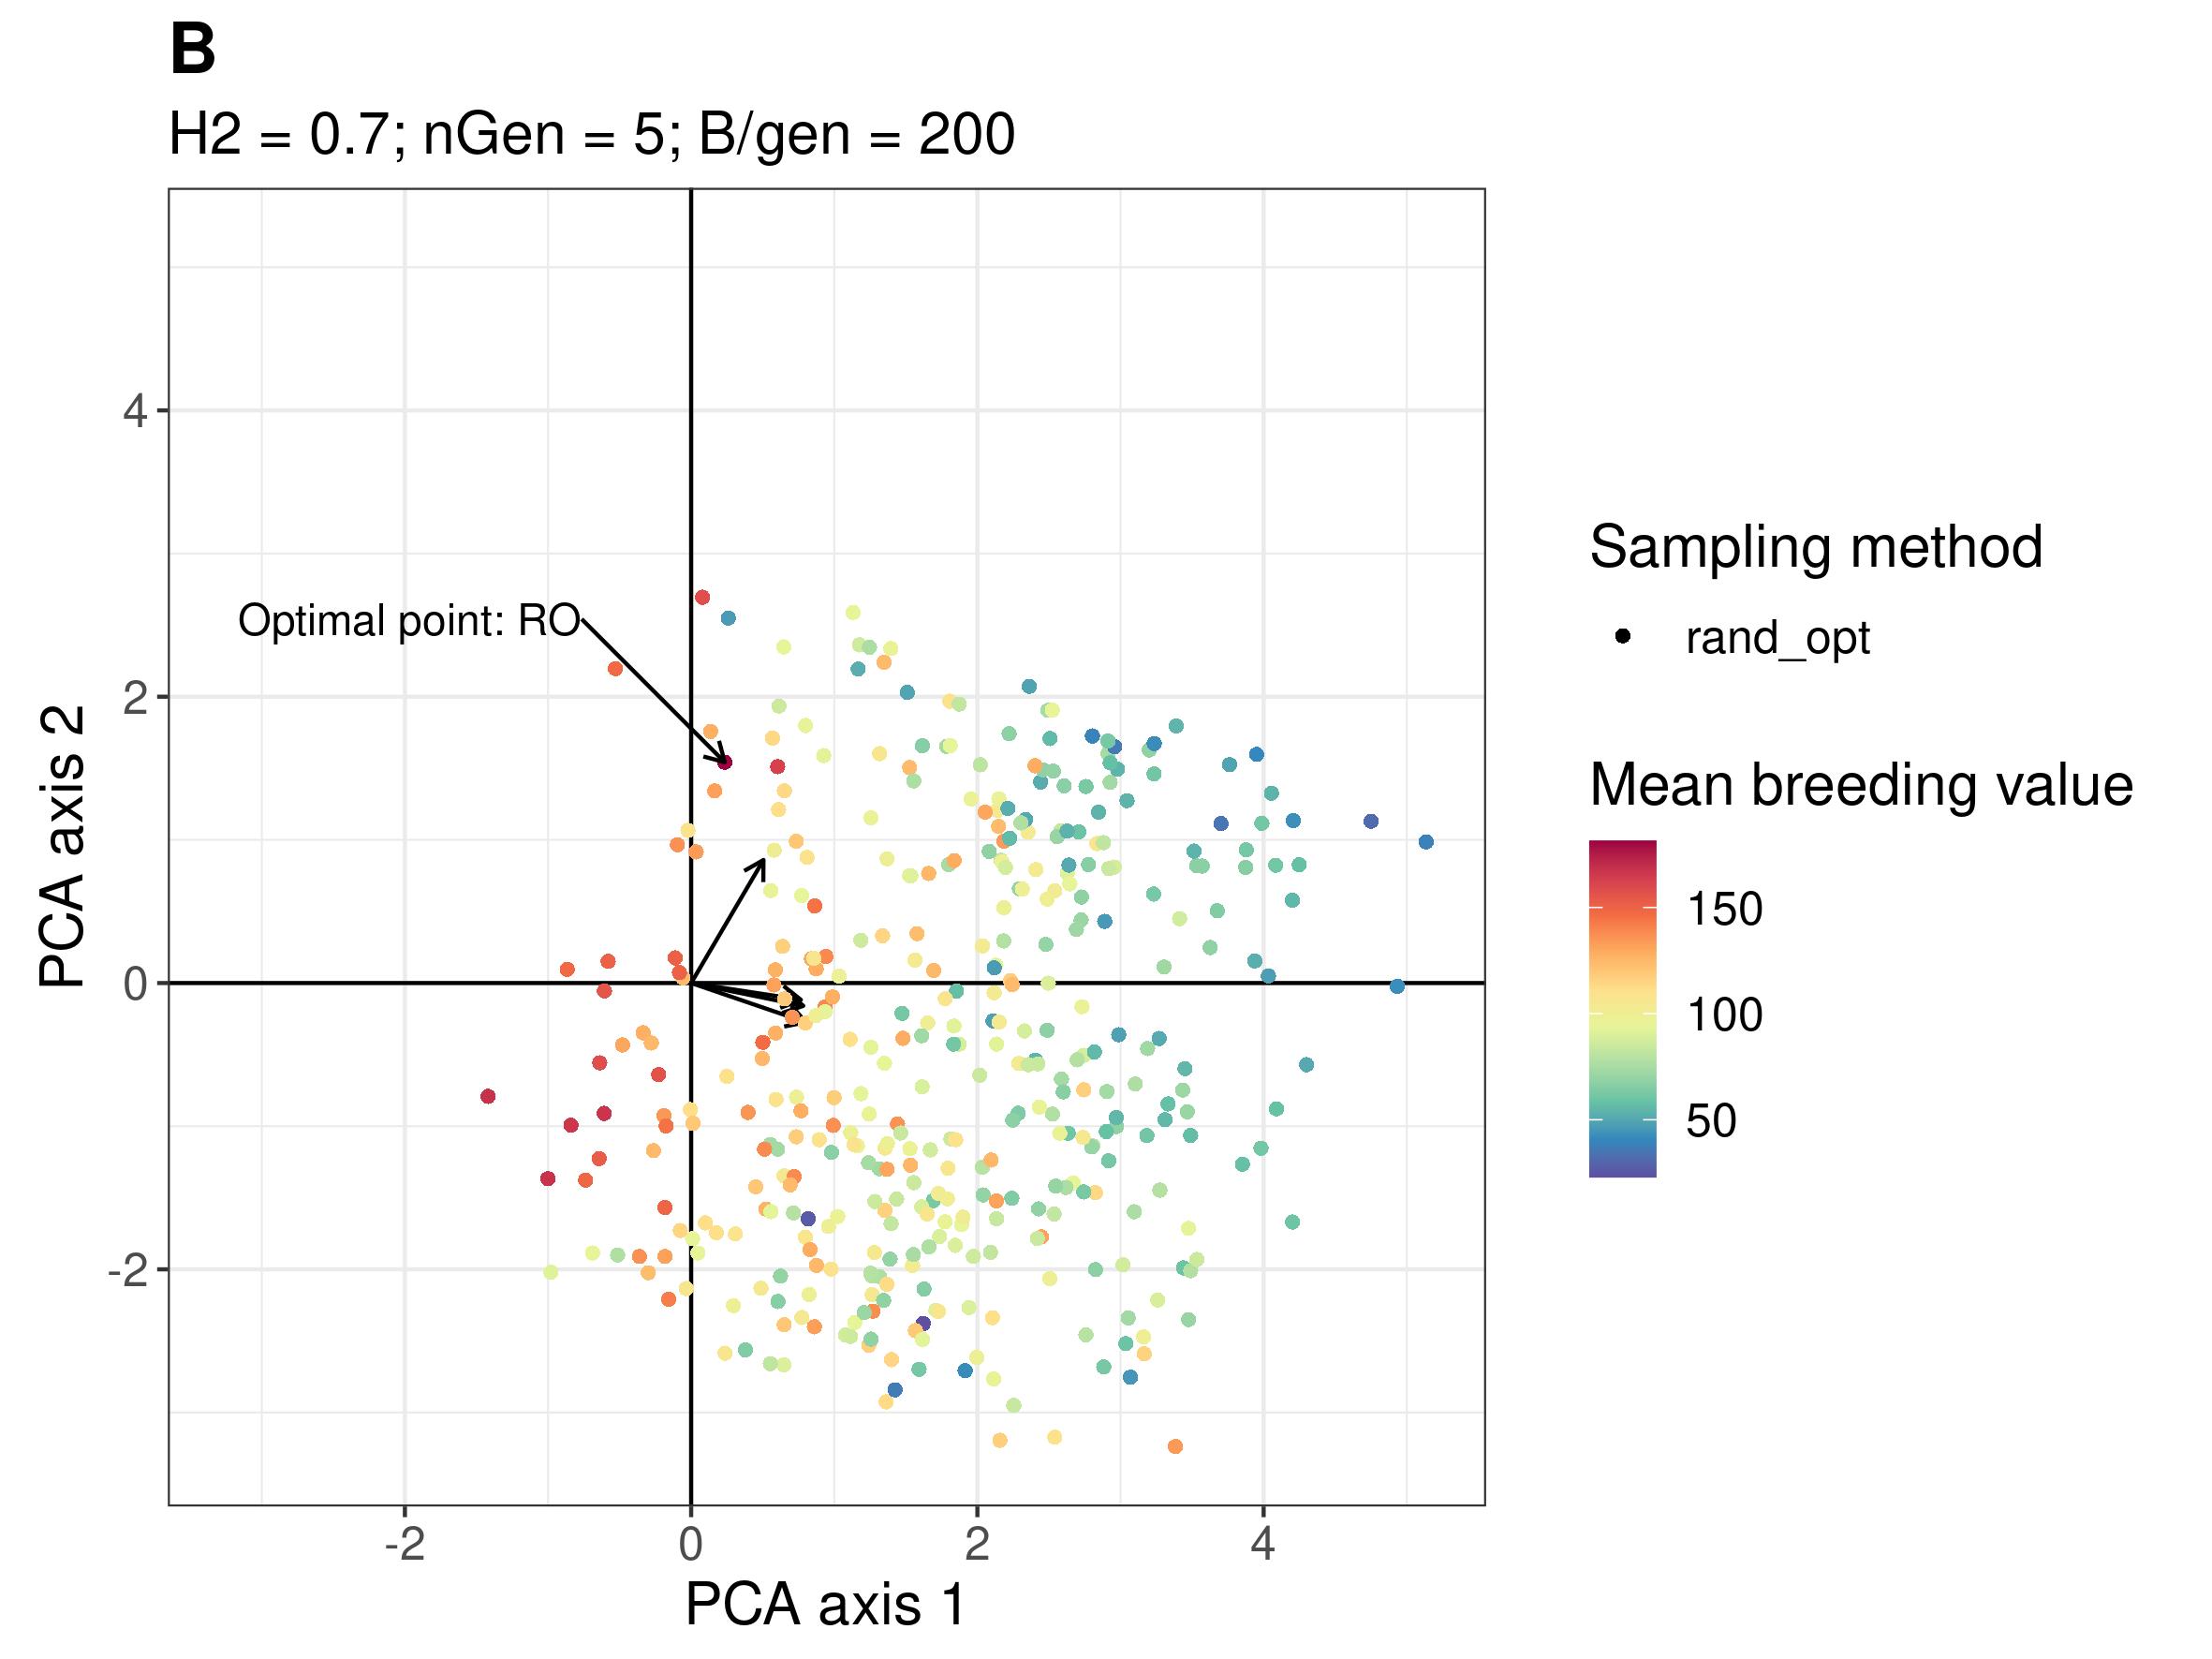 B
H2 = 0.7; nGen = 5; B/gen = 200
PCA axis 2
4
2
0
-2
Optimal point: RO
-2
0
2
4
PCA axis 1
Sampling method
rand_opt
Mean breeding value
150
100
50